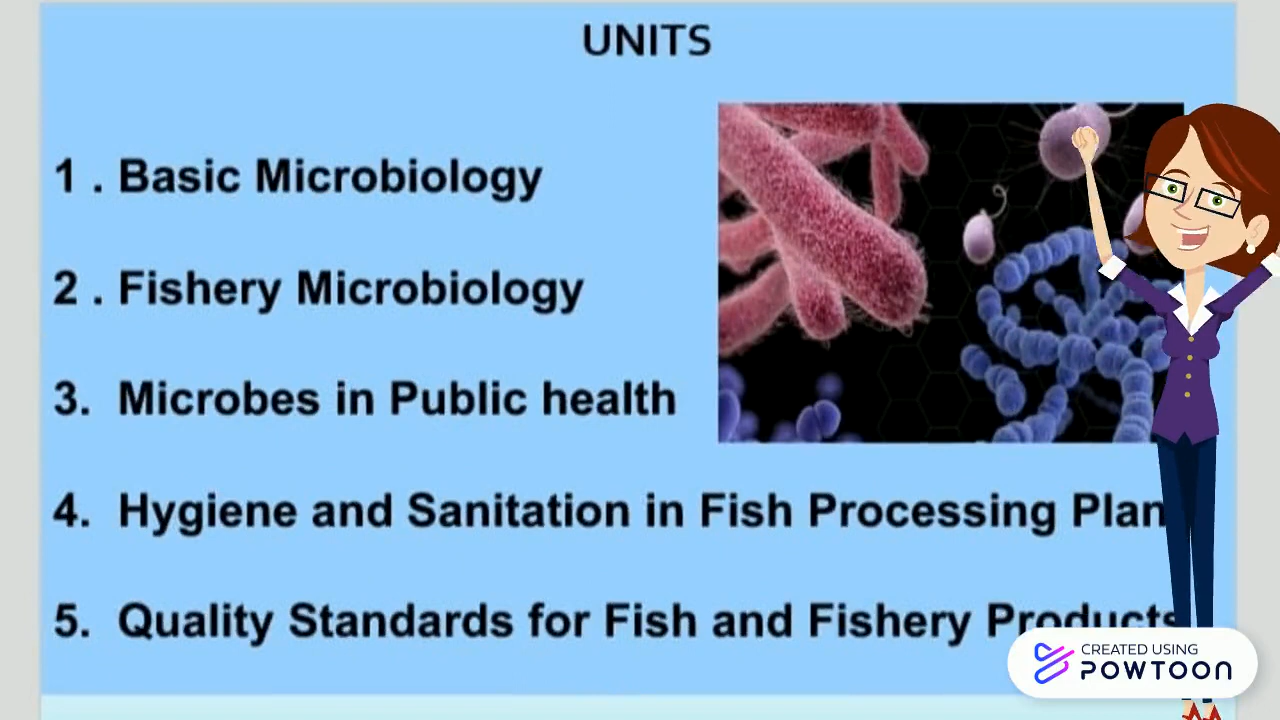 UNITS
1 . Basic Microbiology
2 . Fishery Microbiology
3. Microbes in Public health
4. Hygiene and Sanitation in Fish Processing Plan
5. Quality Standards for Fish and Fishery Products
CREATED USING
POWTOON